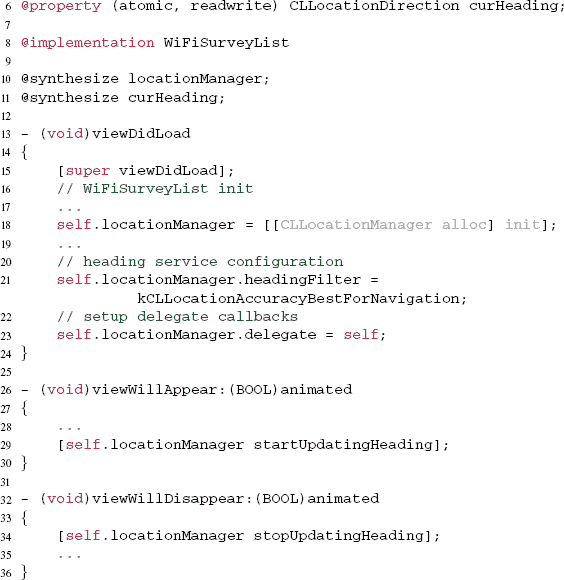 6 @property (atomic, readwrite) CLLocationDirection curHeading;
7
8 @implementation WiFiSurveyList
9
10 @synthesize locationManager;
11 @synthesize curHeading;
12
13 - (void)viewDidLoad
14 {
15     [super viewDidLoad];
16     // WiFiSurveyList init
17     ...
18     self.locationManager = [[CLLocationManager alloc] init];
19     ...
20     // heading service configuration
21     self.locationManager.headingFilter =
            kCLLocationAccuracyBestForNavigation;
22     // setup delegate callbacks
23     self.locationManager.delegate = self;
24 }
25
26 - (void)viewWillAppear:(BOOL)animated
27 {
28     ...
29     [self.locationManager startUpdatingHeading];
30 }
31
32 - (void)viewWillDisappear:(BOOL)animated
33 {
34     [self.locationManager stopUpdatingHeading];
35     ...
36 }